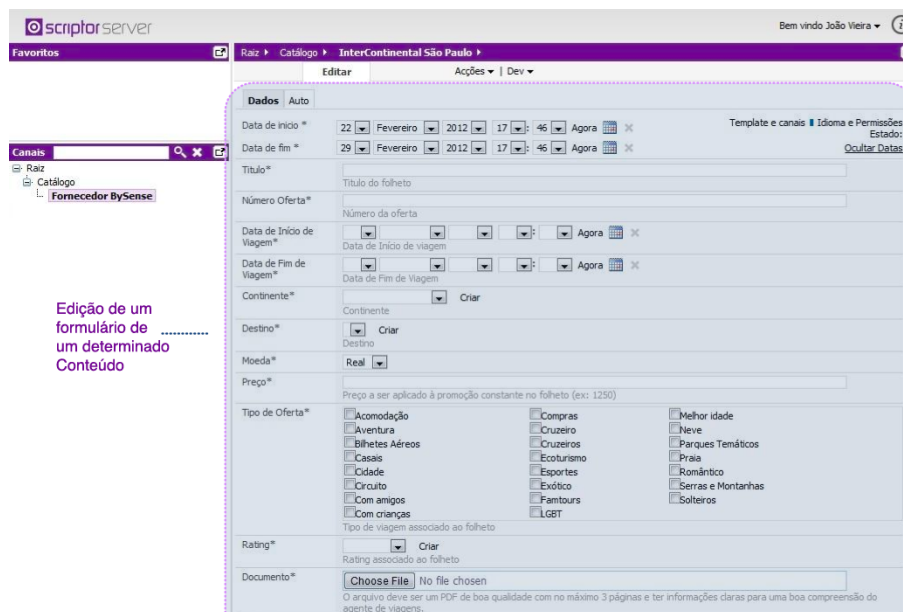 scriptor server
Bem vindo João Vieira
Favoritos
Raiz Catálogo InterContinental São Paulo
Editar Acções | Dev
Dados Auto
Data de inicio * 22 Fevereiro 2012 17 : 46 Agora
Template e canais Idioma e Permissões
Estado:
Data de fim * 29 Fevereiro 2012 17 : 46 Agora
Ocultar Datas
Canais
Raiz
Catálogo
Fornecedor BySense
Titulo*
Titulo do folheto
Número Oferta*
Número da oferta
Data de Início de
Viagem*
: Agora
Data de Início de viagem
Data de Fim de
Viagem*
: Agora
Data de Fim de Viagem
Continente* Criar
Continente
Edição de um
formulário de
um determinado
Conteúdo
Destino* Criar
Destino
Moeda* Real
Preço*
Preço a ser aplicado à promoção constante no folheto (ex: 1250)
Tipo de Oferta*
Acomodação Compras Melhor idade
Aventura Cruzeiro Neve
Bilhetes Aéreos Cruzeiros Parques Temáticos
Casais Ecoturismo Praia
Cidade Esportes Romântico
Circuito Exótico Serras e Montanhas
Com amigos Famtours Solteiros
Com crianças LGBT
Tipo de viagem associado ao folheto
Rating* Criar
Rating associado ao folheto
Documento* Choose File No file chosen
O arquivo deve ser um PDF de boa qualidade com no máximo 3 páginas e ter informações claras para uma boa compreensão do
agente de viagens.